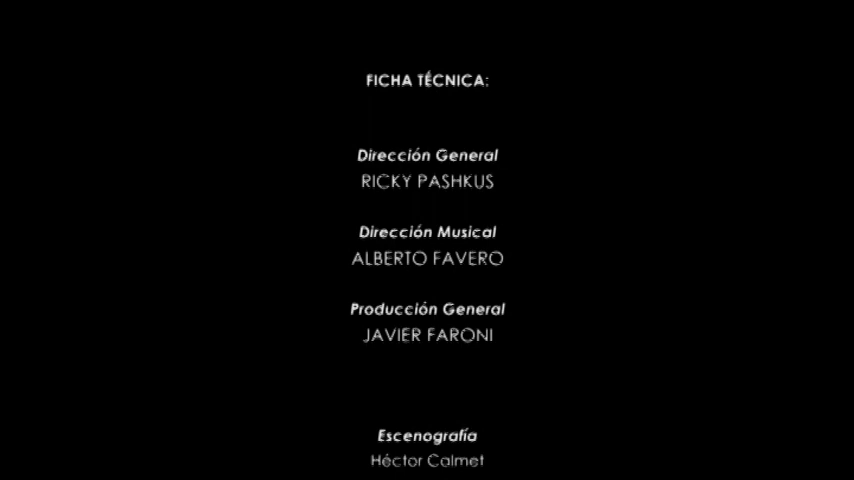 FICHA TÉCNICA:
Dirección General
RICKY PASHKUS
Dirección Musical
ALBERTO FAVERO
Producción General
JAVIER FARONI
Escenografía
Héctor Calmet